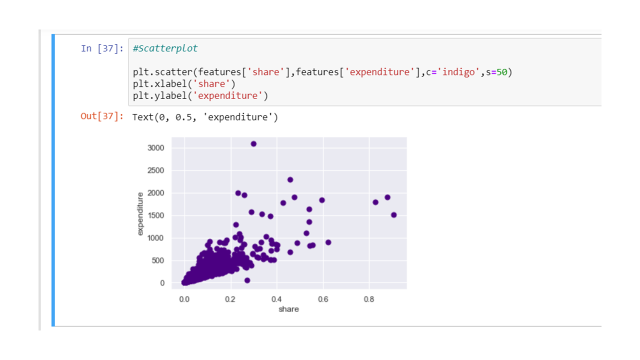 In [37]: #Scatterplot
plt.scatter(features['share'],features['expenditure'],c='indigo',s=50)
plt.xlabel('share')
plt.ylabel('expenditure')
Out[37]: Text(0, 0.5, 'expenditure')
3000
2500
2000
1500
1000
500
0
expenditure
0.0 0.2 0.4 0.6 0.8
share